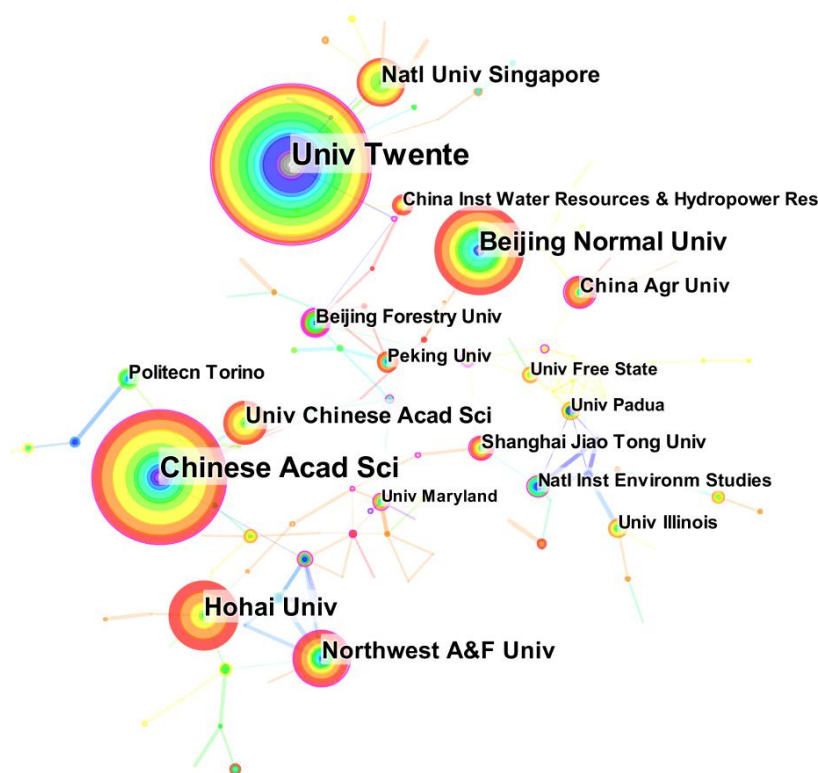 Natl Univ Singapore
Univ Twente
China Inst Water Resources & Hydropower Res
Beijing Normal Univ
China Agr Univ
Beijing Forestry Univ
Peking Univ
Politecn Torino
Univ Free State
Univ Padua
Univ Chinese Acad Sci
Shanghai Jiao Tong Univ
Chinese Acad Sci
Natl Inst Environm Studies
Univ Maryland
Univ Illinois
Hohai Univ
Northwest A&F Univ